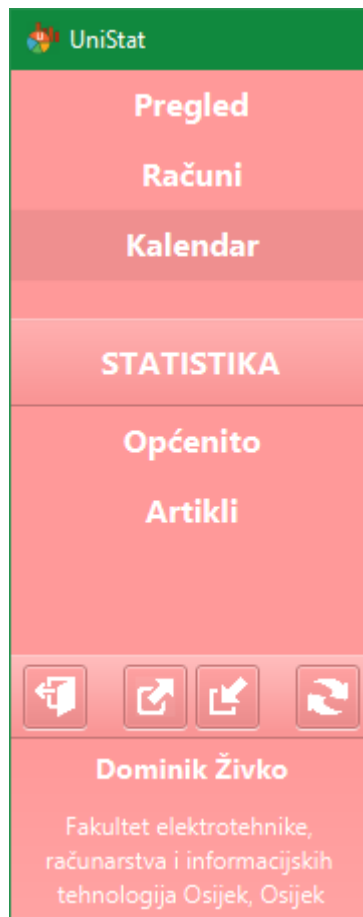 UniStat
Pregled
Računi
Kalendar
STATISTIKA
Općenito
Artikli
Dominik Živko
Fakultet elektrotehnike,
računarstva i informacijskih
tehnologija Osijek, Osijek